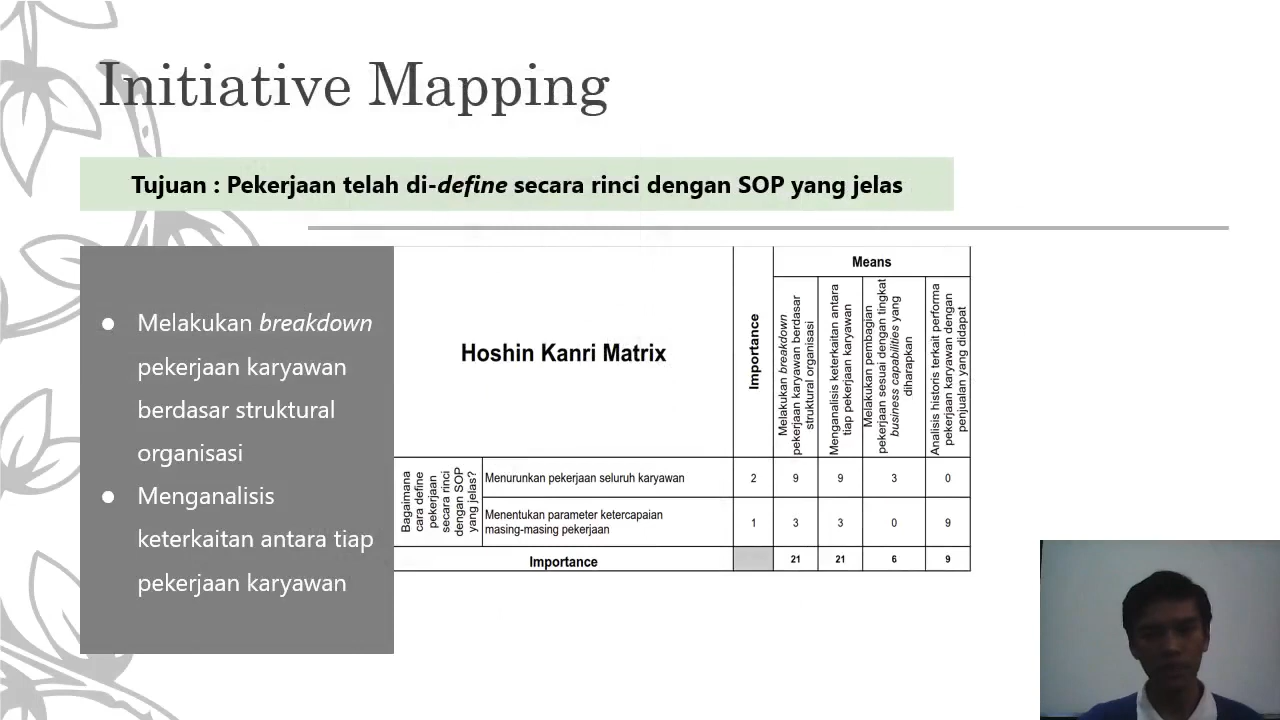 Initiative Mapping
Tujuan : Pekerjaan telah di-define secara rinci dengan SOP yang jelas
● Melakukan breakdown
pekerjaan karyawan
berdasar struktural
organisasi
● Menganalisis
keterkaitan antara tiap
pekerjaan karyawan
Hoshin Kanri Matrix
Importance
Means
Melakukan breakdown
pekerjaan karyawan berdasar
struktural organisasi
Menganalisis keterkaitan antara
tiap pekerjaan karyawan
Melakukan pembagian
pekerjaan sesuai dengan tingkat
business capabilities yang
diharapkan
Analisis historis terkait performa
pekerjaan karyawan dengan
penjualan yang didapat
Bagaimana
cara define
pekerjaan
secara rinci
dengan SOP
yang jelas?
Menurunkan pekerjaan seluruh karyawan 2 9 9 3 0
Menentukan parameter ketercapaian
masing-masing pekerjaan 1 3 3 0 9
Importance 21 21 6 9